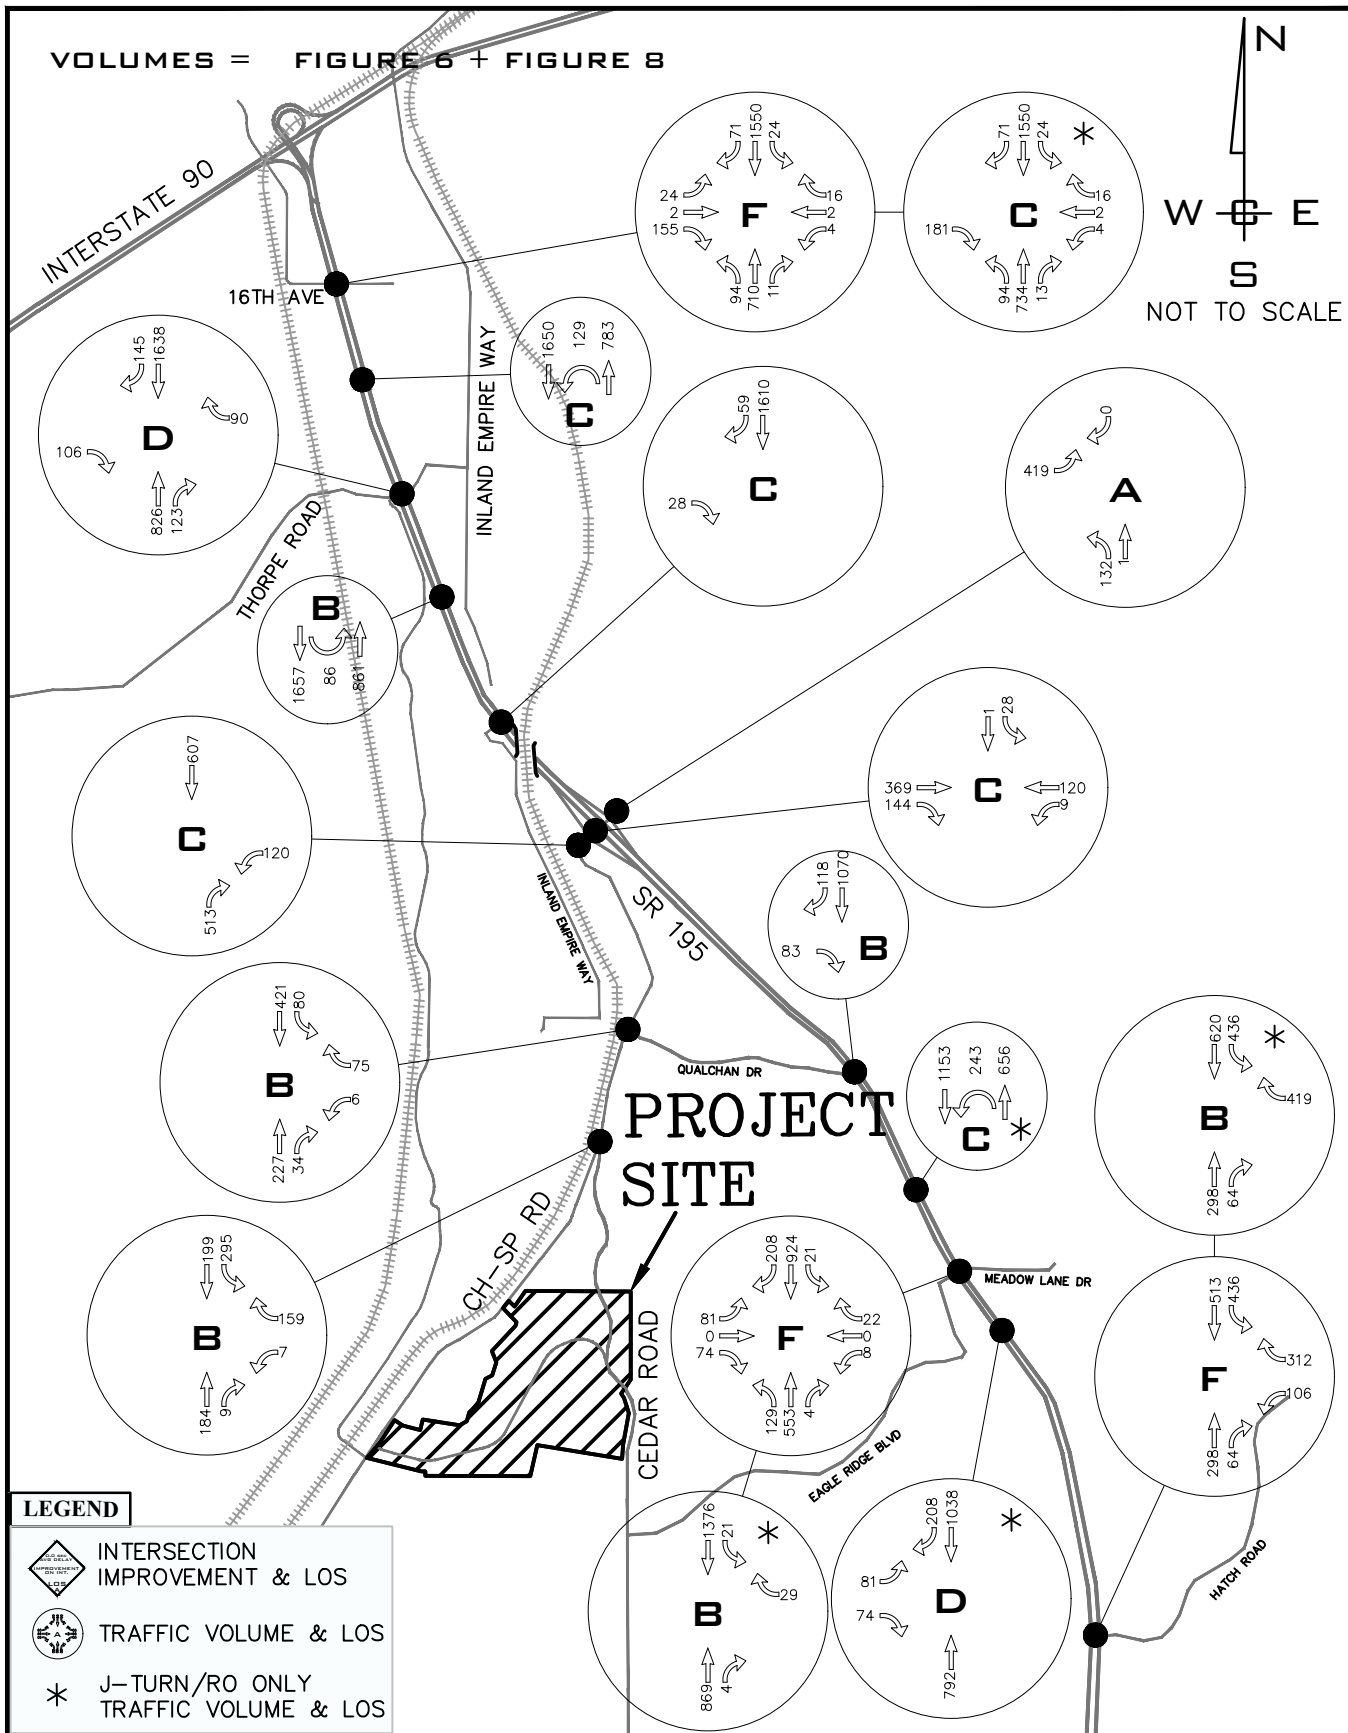 VOLUMES = FIGURE 6 + FIGURE 8
N
W C E
S
NOT TO SCALE
INTERSTATE 90
16TH AVE
71 1550 24
24 16
2 F 2
155 4
94 710 11
71 1550 24
*
16
C 2
181 4
94 734 13
1650 129 783
C
INLAND EMPIRE WAY
145 1638
90
D
106
826 123
59 1610
C
28
0
419
A
132 1
THORPE ROAD
B
1657 86 861
607
C
120
513
1 28
369 C 120
144 9
INLAND EMPIRE WAY
SR 195
118 1070
83 B
421 80
75
B
6
227 34
QUALCHAN DR
1153 243 656
C *
620 436
*
419
B
298 64
PROJECT
SITE
CH-SP RD
MEADOW LANE DR
199 295
159
B
7
184 9
208 924 21
81 22
0 F 0
74 8
129 553 4
513 436
312
F
106
298 64
CEDAR ROAD
EAGLE RIDGE BLVD
HATCH ROAD
1376 21
*
29
B
869 4
208 1038
*
81
D
74
792
LEGEND
INTERSECTION
IMPROVEMENT & LOS
A
TRAFFIC VOLUME & LOS
* J-TURN/RO ONLY
TRAFFIC VOLUME & LOS